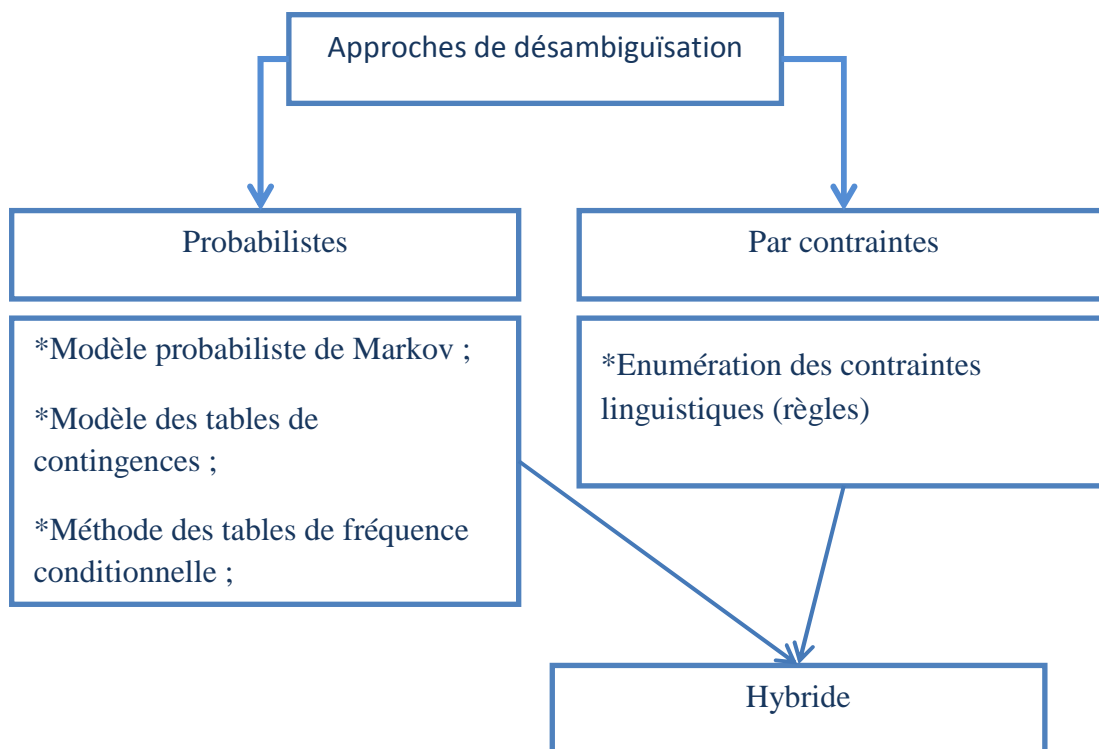 Approches de désambiguïsation
Probabilistes
Par contraintes
*Modèle probabiliste de Markov ;
*Modèle des tables de
contingences ;
*Méthode des tables de fréquence
conditionnelle ;
*Enumération des contraintes
linguistiques (règles)
Hybride